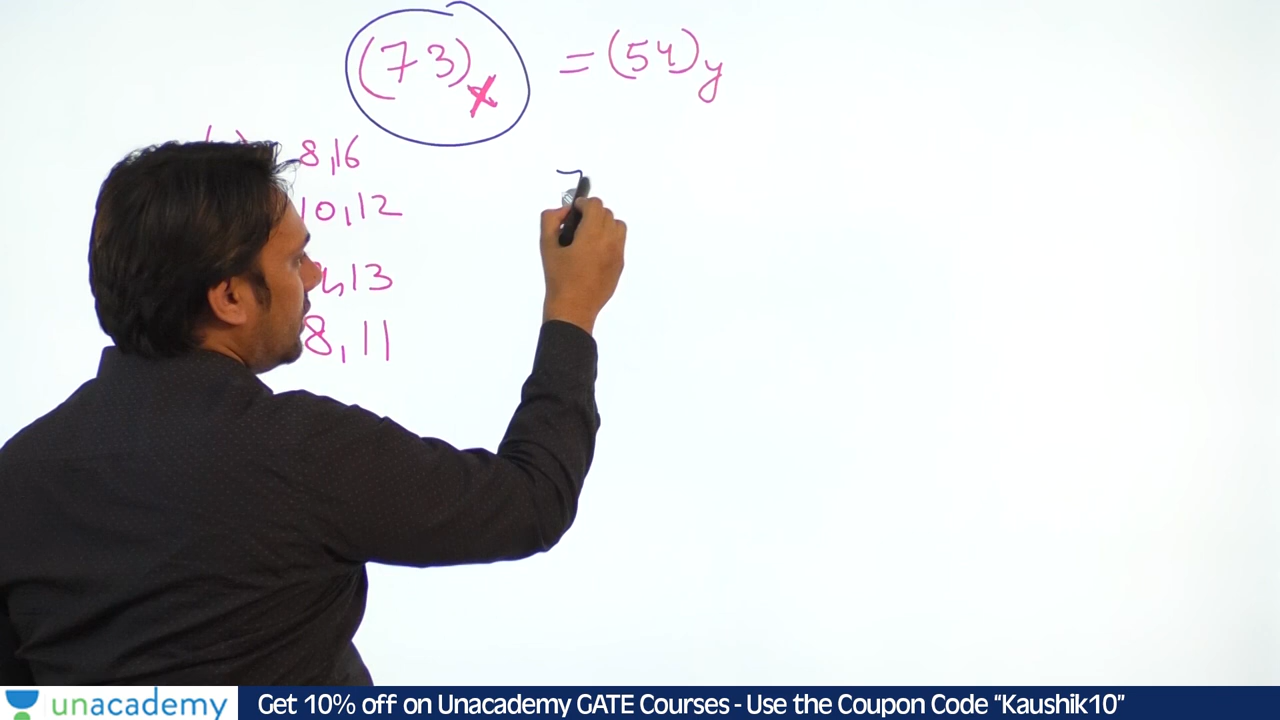 (73)x = (54)y
8,16
10,12
,13
8,11
unacademy
Get 10% off on Unacademy GATE Courses - Use the Coupon Code “Kaushik10”